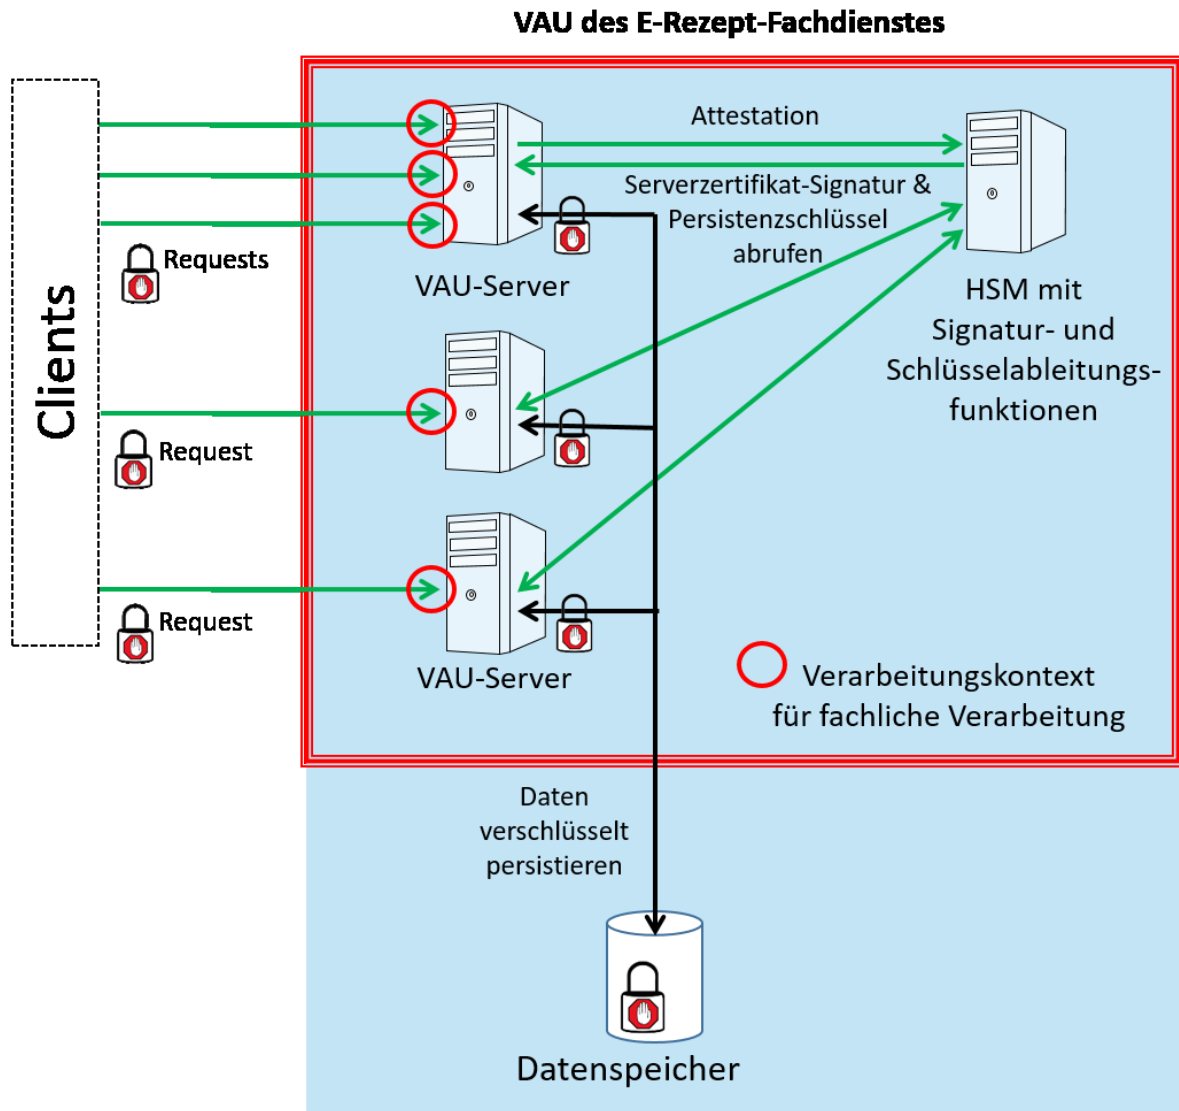 VAU des E-Rezept-Fachdienstes
Attestation
Serverzertifikat-Signatur &
Persistenzschlüssel
abrufen
Requests
VAU-Server
HSM mit
Signatur- und
Schlüsselableitungs-
funktionen
Clients
Request
Request
VAU-Server
Verarbeitungskontext
für fachliche Verarbeitung
Daten
verschlüsselt
persistieren
Datenspeicher